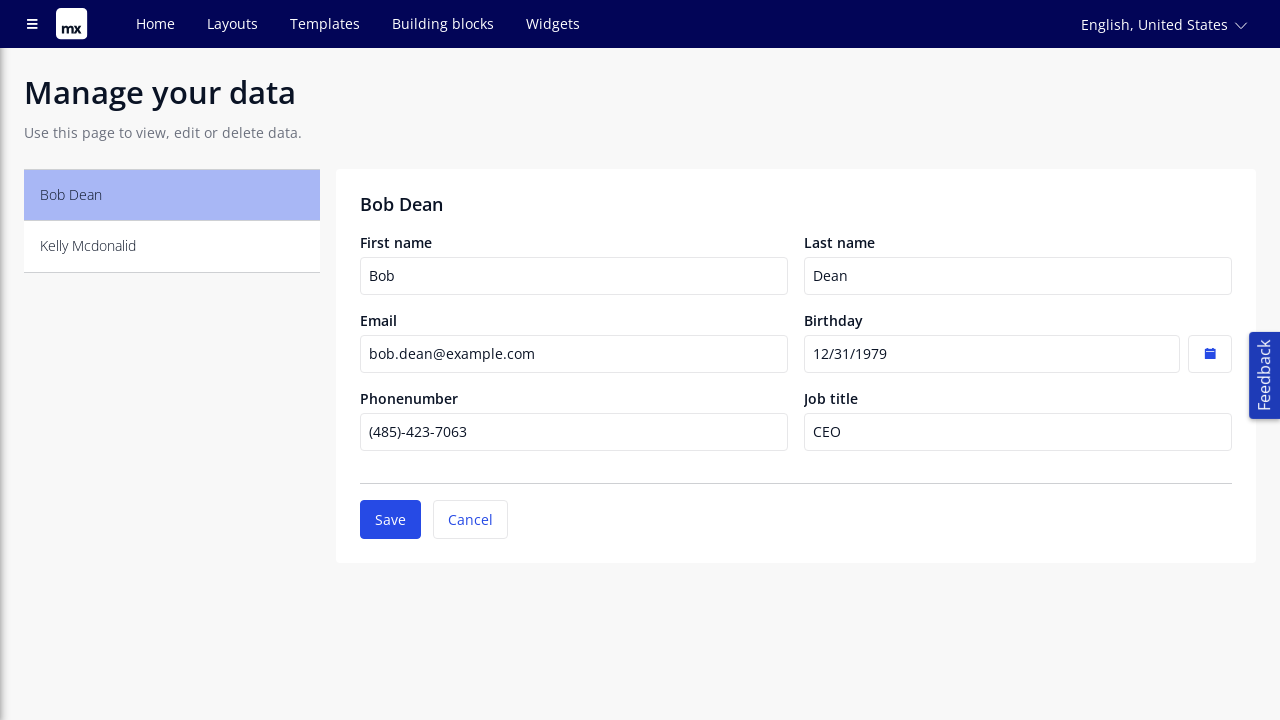 mx
Home
Layouts
Templates
Building blocks
Widgets
English, United States
Manage your data
Use this page to view, edit or delete data.
Bob Dean
Kelly Mcdonalid
Bob Dean
First name
Last name
Bob
Dean
Email
Birthday
bob.dean@example.com
12/31/1979
Phonenumber
Job title
(485)-423-7063
CEO
Save
Cancel
Feedback